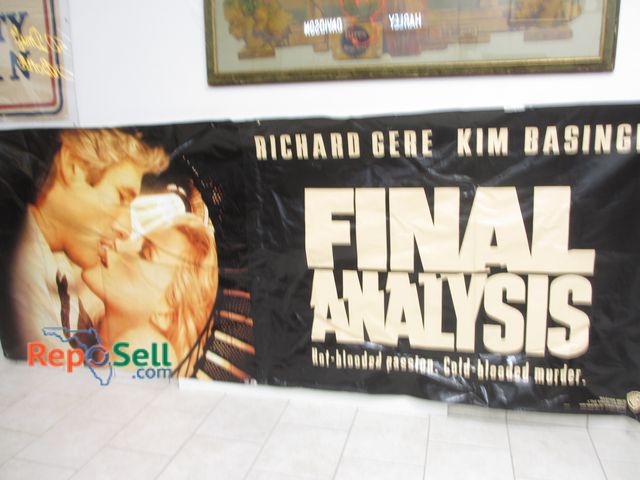 HARLEY
DAVIDSON
RICHARD GERE KIM BASING
FINAL
ANALYSIS
Hot-blooded passion. Cold-blooded murder.
RepoSell
.com